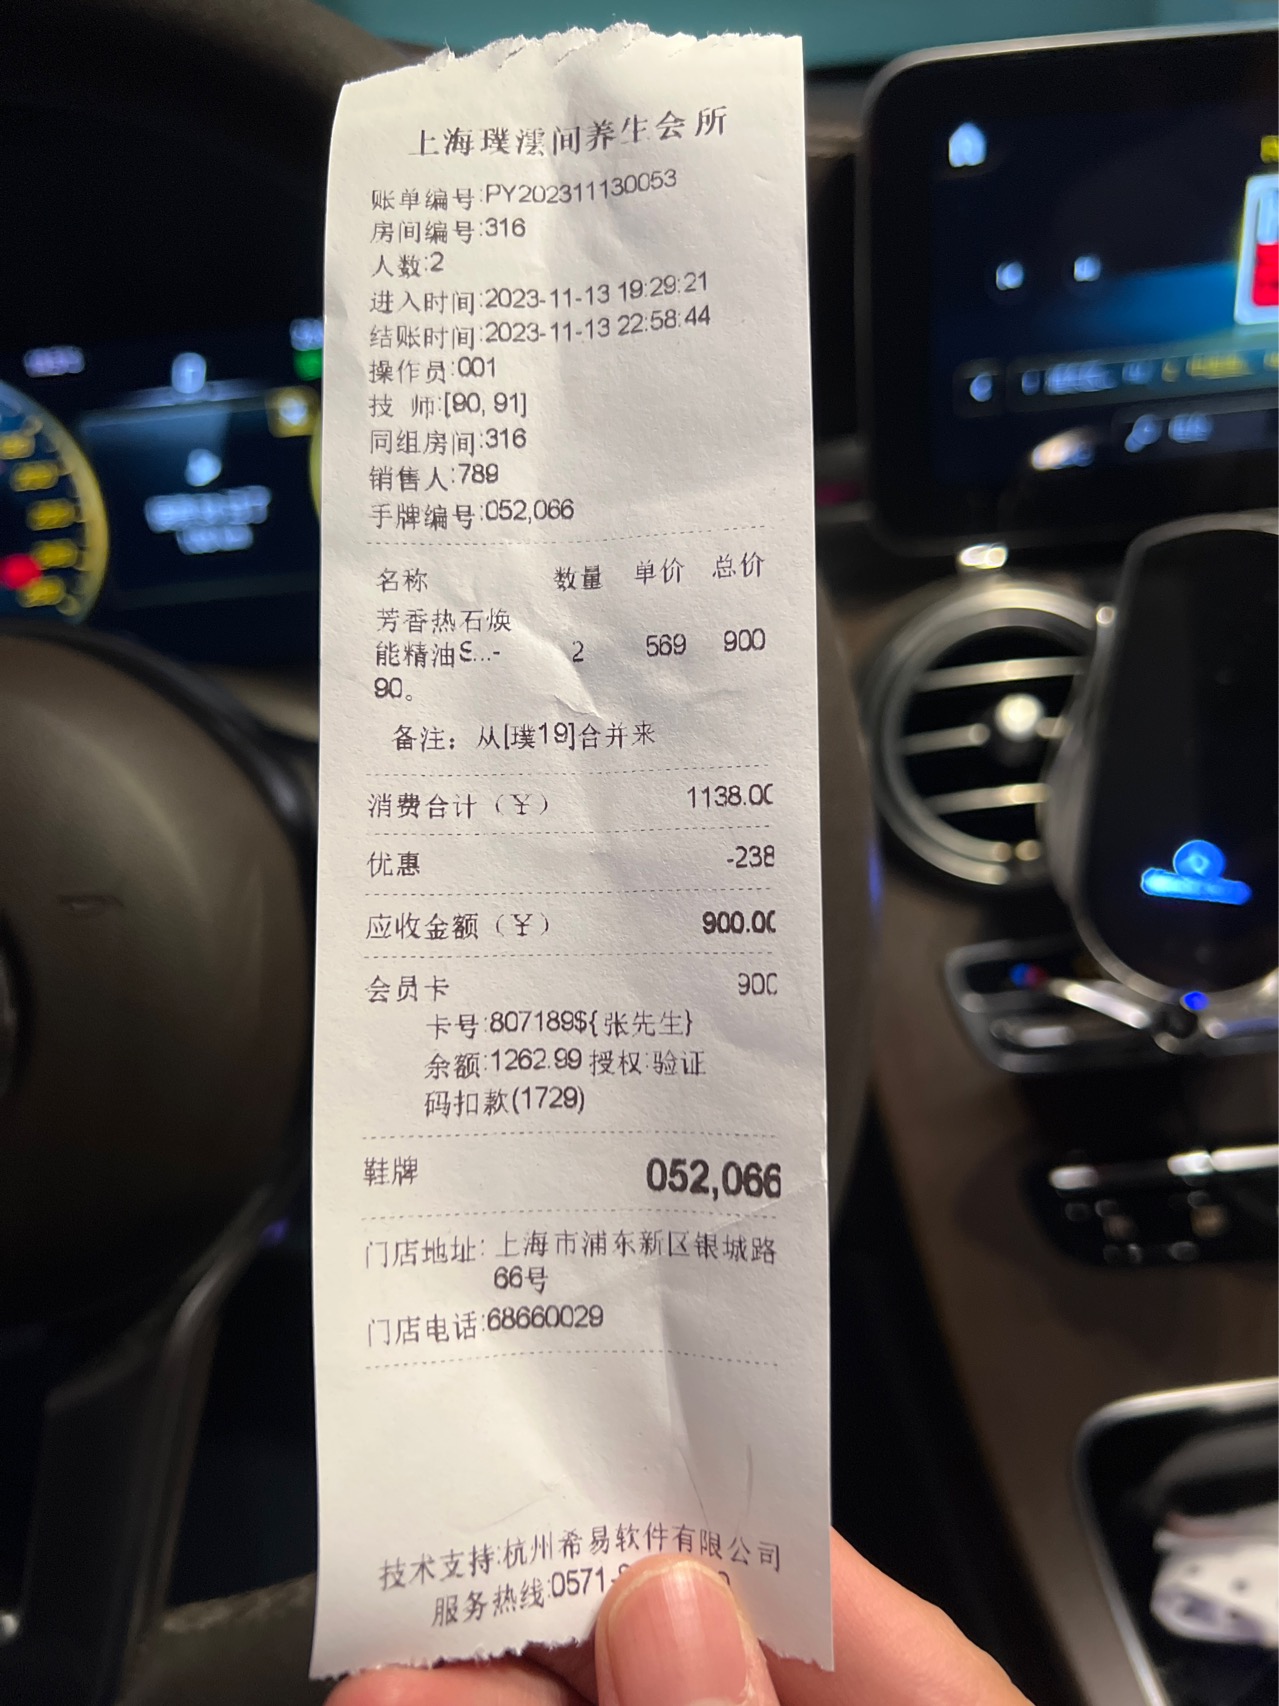 上海璞澐间养生会所
账单编号:PY202311130053
房间编号:316
人数:2
进入时间:2023-11-13 19:29:21
结账时间:2023-11-13 22:58:44
操作员:001
技 师:[90, 91]
同组房间:316
销售人:789
手牌编号:052,066
名称 数量 单价 总价
芳香热石焕
能精油S...- 2 569 900
90。
备注：从[璞19]合并来
消费合计（￥） 1138.00
优惠 -238
应收金额（￥） 900.00
会员卡 900
卡号:807189${张先生}
余额:1262.99 授权:验证
码扣款(1729)
鞋牌 052,066
门店地址: 上海市浦东新区银城路
66号
门店电话:68660029
技术支持:杭州希易软件有限公司
服务热线:0571-